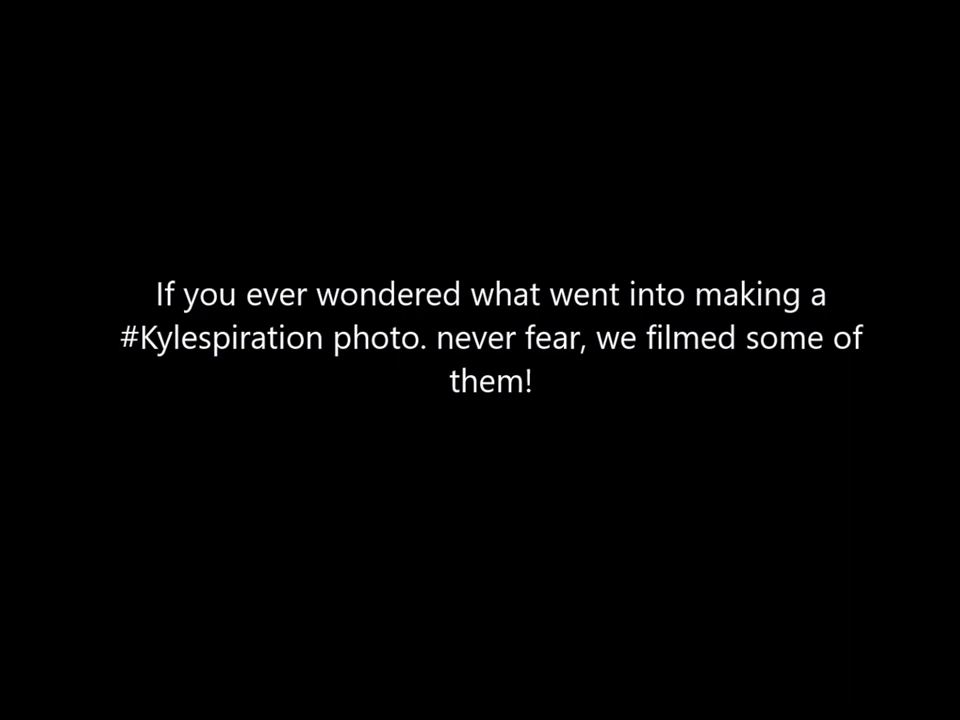 If you ever wondered what went into making a
#Kylespiration photo. never fear, we filmed some of
them!